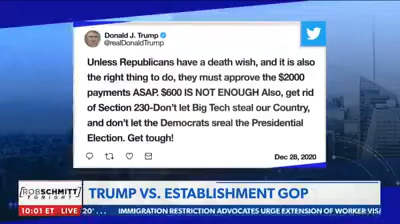 Donald J. Trump
@realDonaldTrump
Unless Republicans have a death wish, and it is also
the right thing to do, they must approve the $2000
payments ASAP. $600 IS NOT ENOUGH Also, get rid
of Section 230-Don't let Big Tech steal our Country,
and don't let the Democrats sreal the Presidential
Election. Get tough!
Dec 28, 2020
ROB SCHMITT
TONIGHT
TRUMP VS. ESTABLISHMENT GOP
10:01 ET LIVE 20' . . . IMMIGRATION RESTRICTION ADVOCATES URGE EXTENSION OF WORKER VISA